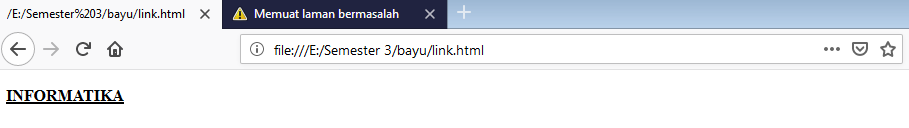 /E:/Semester%203/bayu/link.html
Memuat laman bermasalah
file:///E:/Semester 3/bayu/link.html
INFORMATIKA